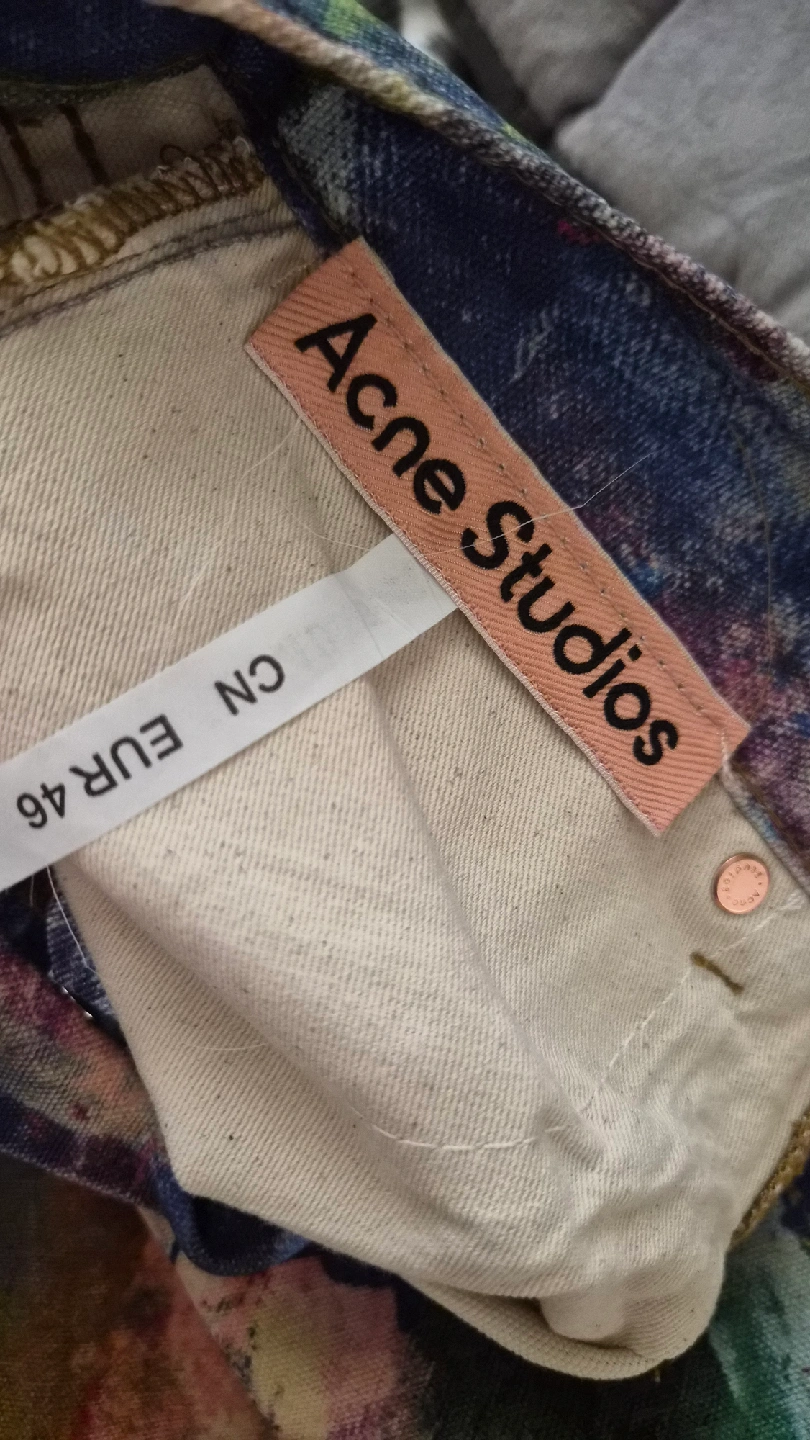 Acne Studios
CN EUR 46